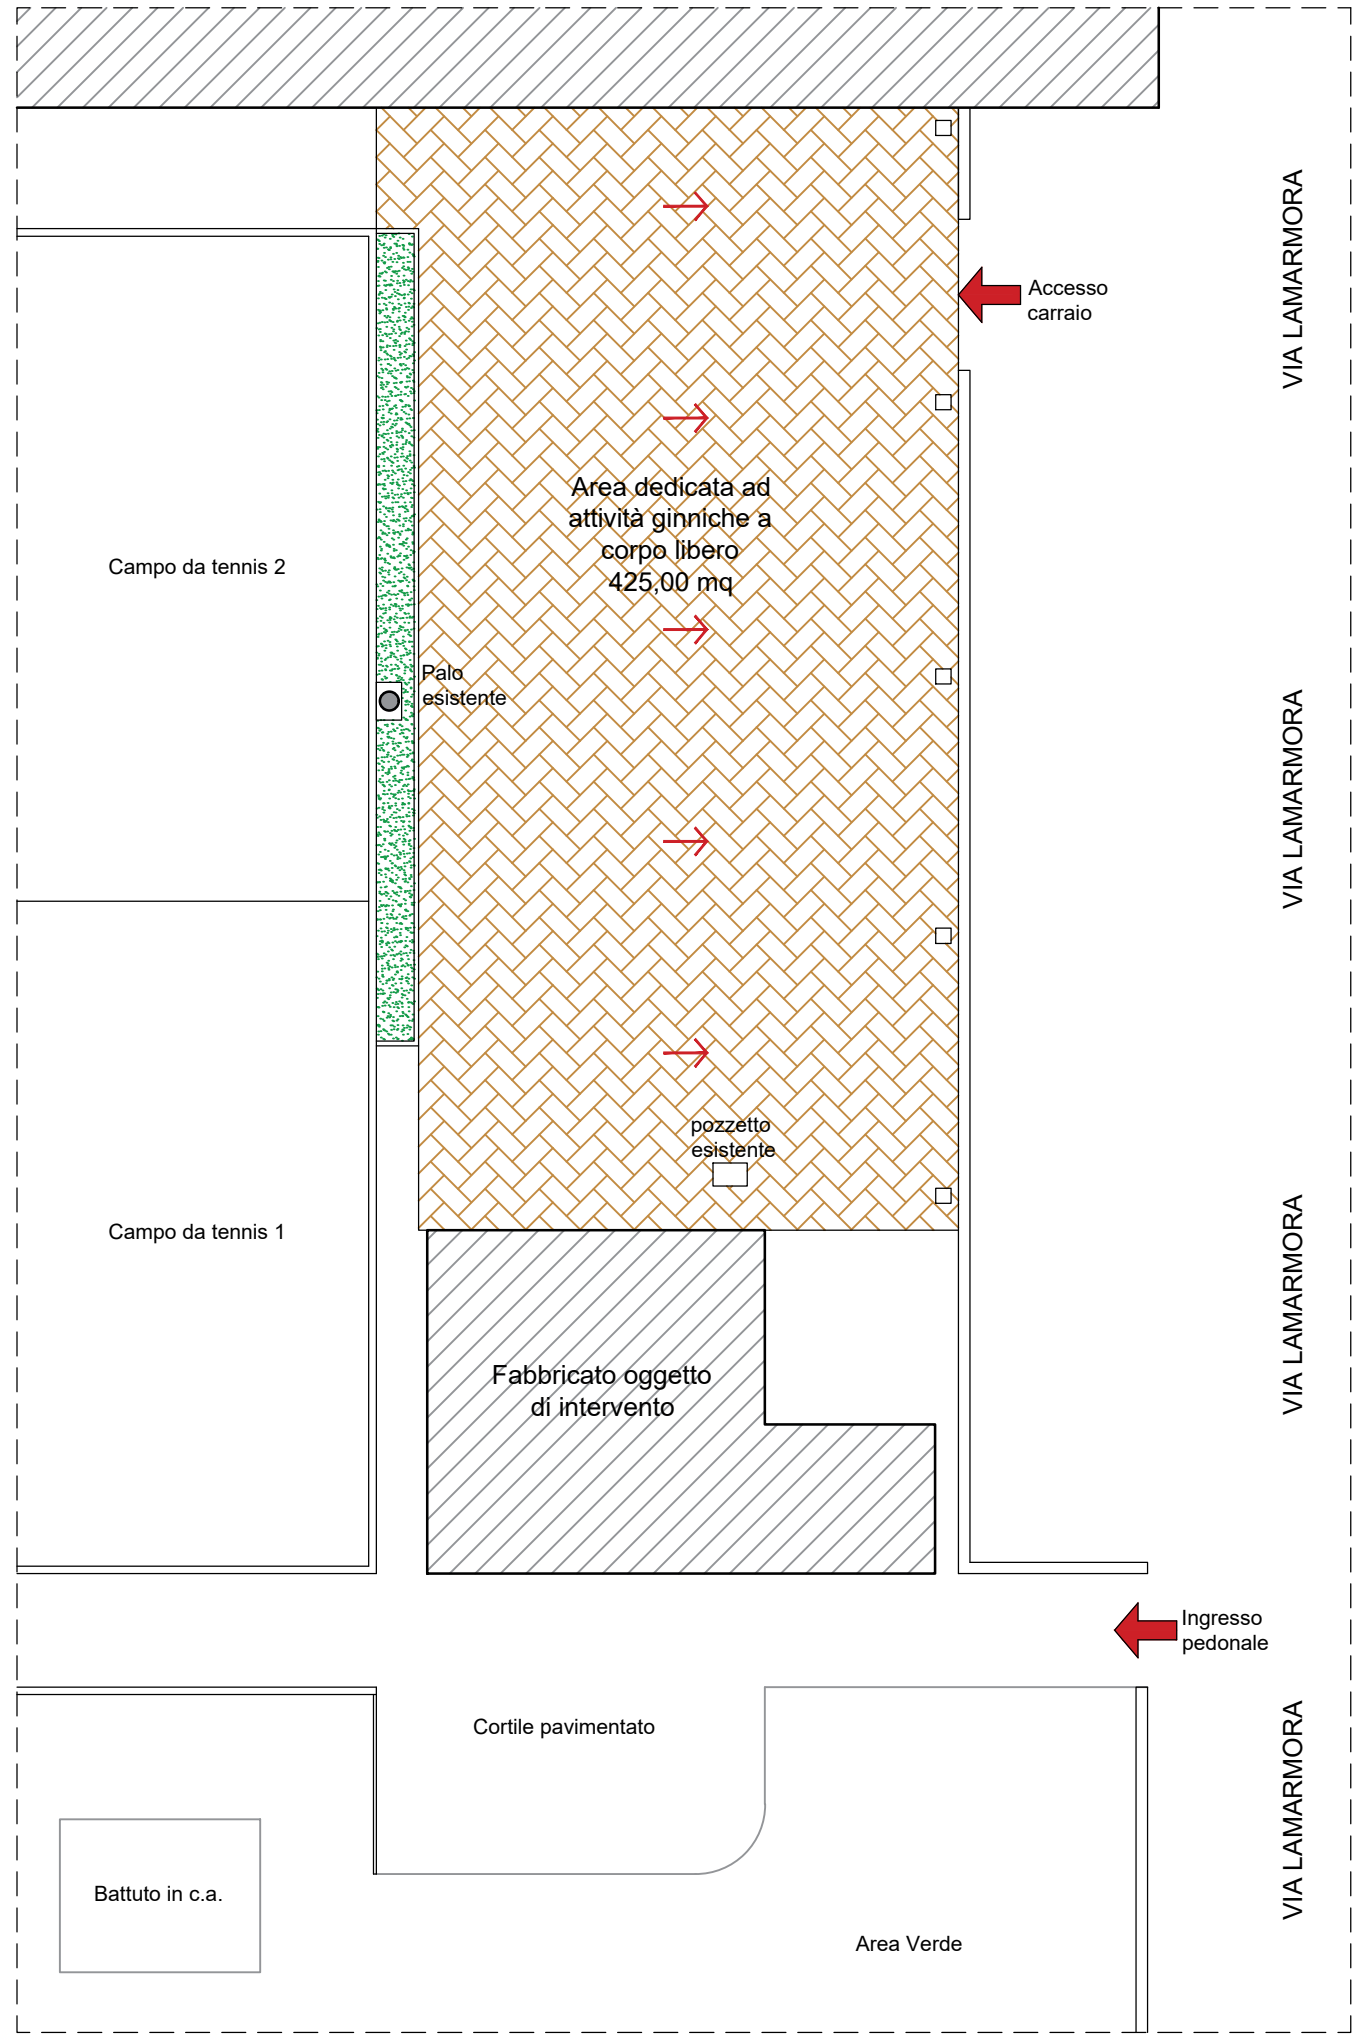 VIA LAMARMORA
Accesso
carraio
Area dedicata ad
attività ginniche a
corpo libero
425,00 mq
Campo da tennis 2
Palo
esistente
VIA LAMARMORA
pozzetto
esistente
Campo da tennis 1
VIA LAMARMORA
Fabbricato oggetto
di intervento
Ingresso
pedonale
Cortile pavimentato
VIA LAMARMORA
Battuto in c.a.
Area Verde